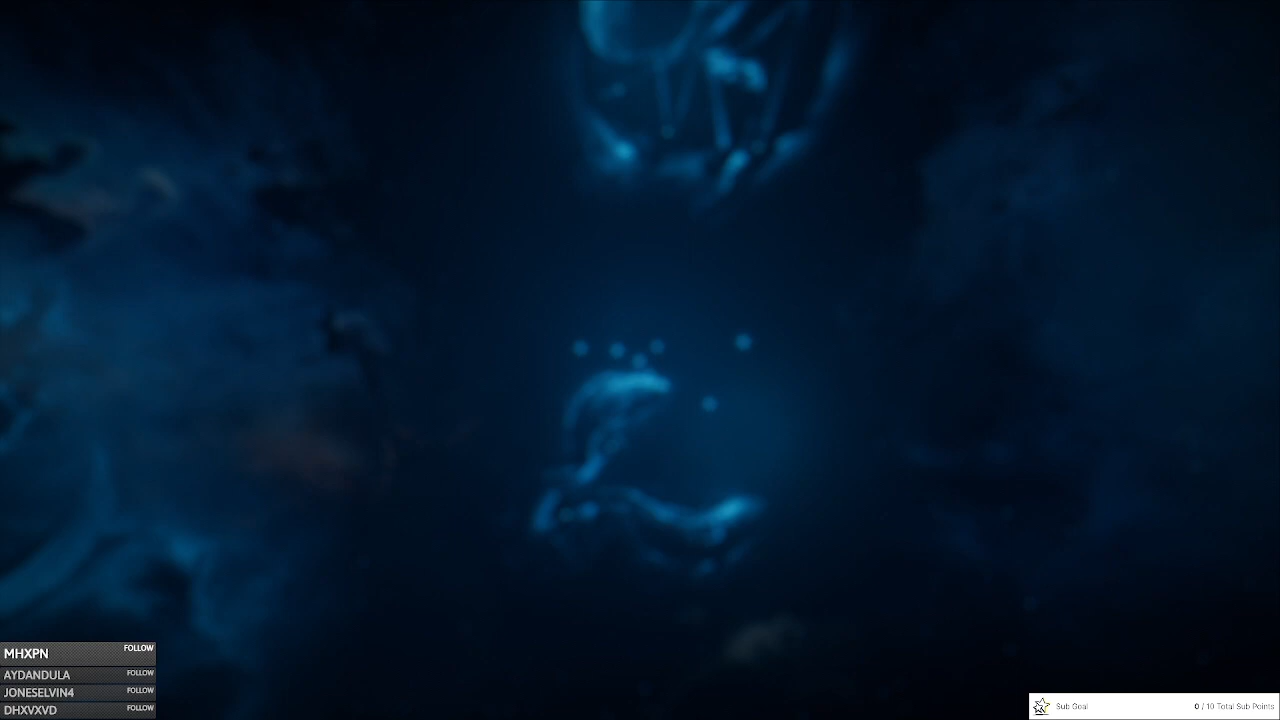 MHXPN FOLLOW
AYDANDULA FOLLOW
JONESELVIN4 FOLLOW
DHXVXVD FOLLOW
Sub Goal 0 / 10 Total Sub Points